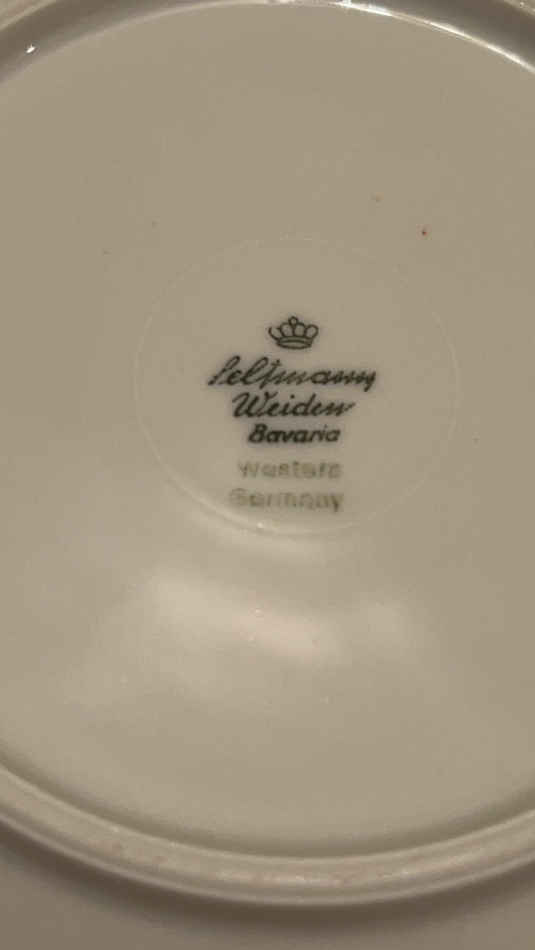 Seltmann
Weiden
Bavaria
Western
Germany